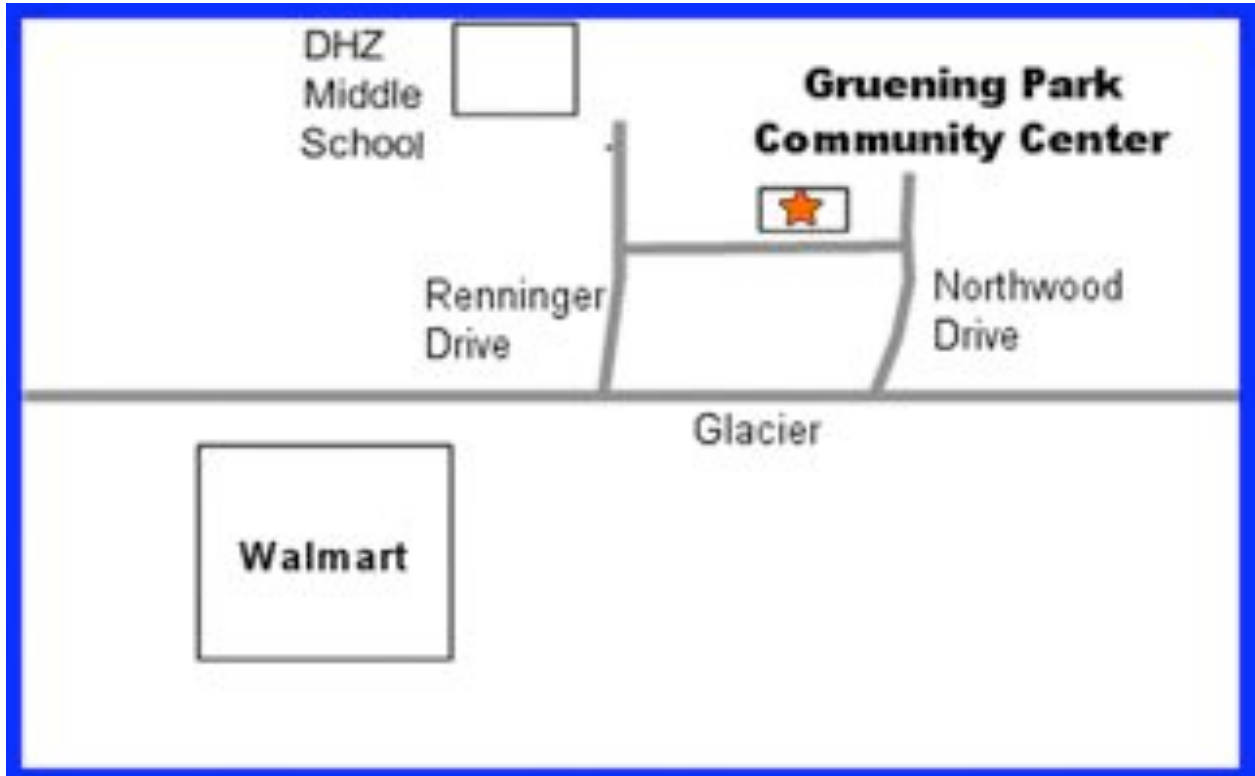 DHZ
Middle
School
Gruening Park
Community Center
Renninger
Drive
Northwood
Drive
Glacier
Walmart